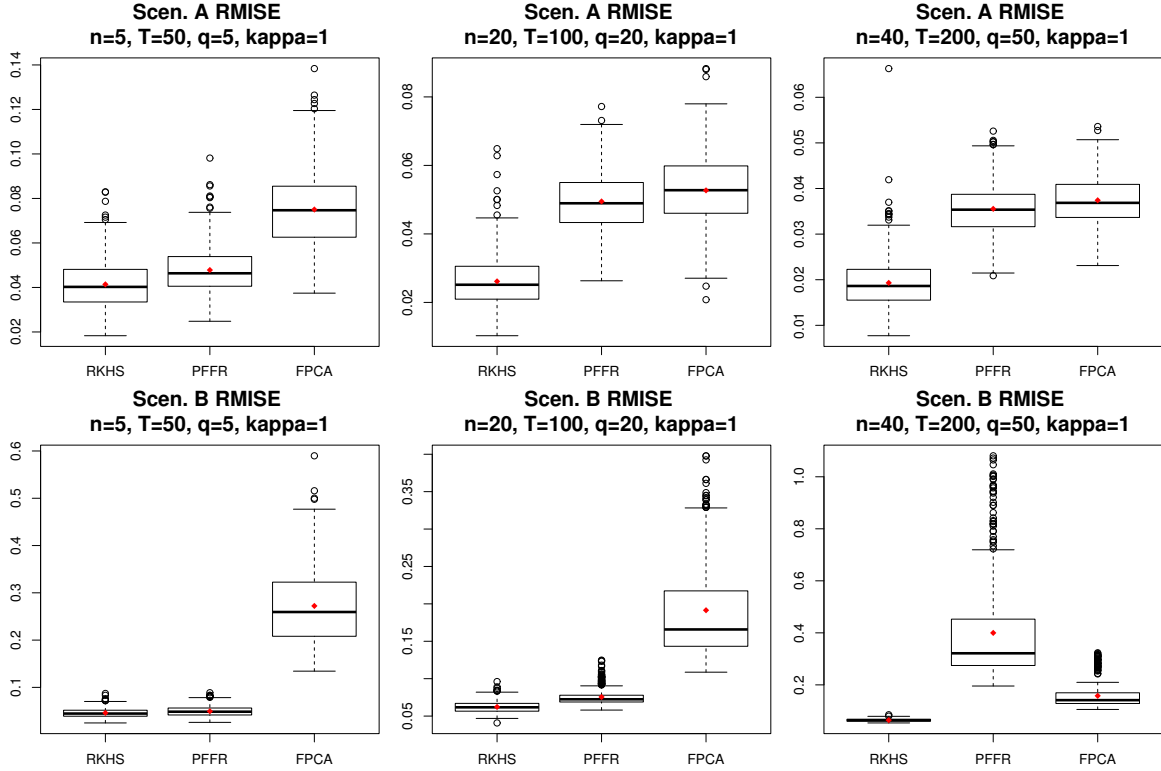 Scen. A RMISE
n=5, T=50, q=5, kappa=1
0.14
0.12
0.10
0.08
0.06
0.04
0.02
RKHS PFFR FPCA
Scen. A RMISE
n=20, T=100, q=20, kappa=1
0.08
0.06
0.04
0.02
RKHS PFFR FPCA
Scen. A RMISE
n=40, T=200, q=50, kappa=1
0.06
0.05
0.04
0.03
0.02
0.01
RKHS PFFR FPCA
Scen. B RMISE
n=5, T=50, q=5, kappa=1
0.6
0.5
0.4
0.3
0.2
0.1
RKHS PFFR FPCA
Scen. B RMISE
n=20, T=100, q=20, kappa=1
0.35
0.25
0.15
0.05
RKHS PFFR FPCA
Scen. B RMISE
n=40, T=200, q=50, kappa=1
1.0
0.8
0.6
0.4
0.2
RKHS PFFR FPCA